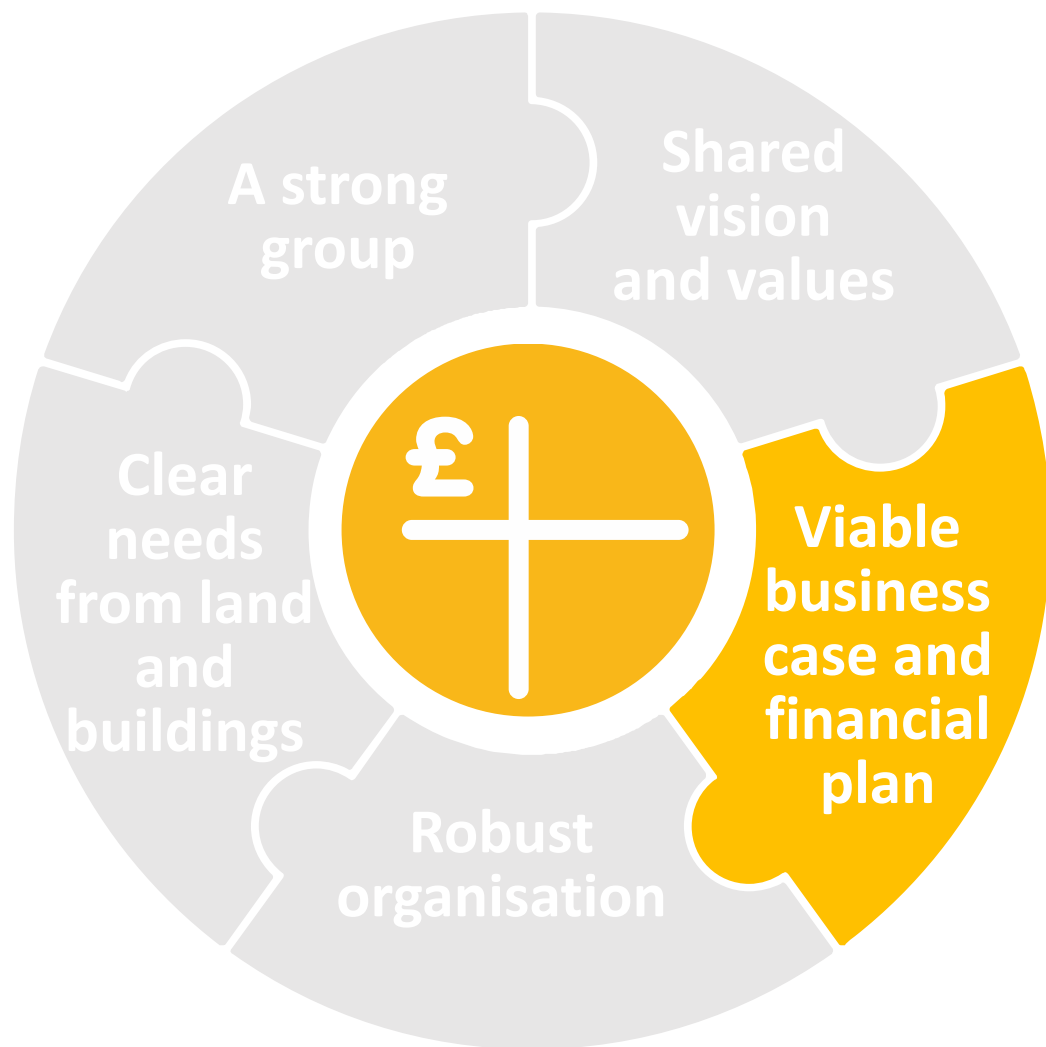 A strong
group
Shared
vision
and values
Viable
business
case and
financial
plan
Robust
organisation
Clear
needs
from land
and
buildings
£